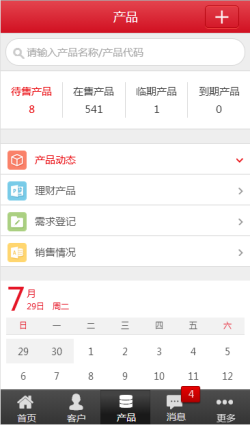 产品
请输入产品名称/产品代码
待售产品 在售产品 临期产品 到期产品
8 541 1 0
产品动态
理财产品
需求登记
销售情况
7 月
29日 周二
日 一 二 三 四 五 六
29 30 1 2 3 4 5
6 7 8 9 10 11 12
4
首页 客户 产品 消息 更多